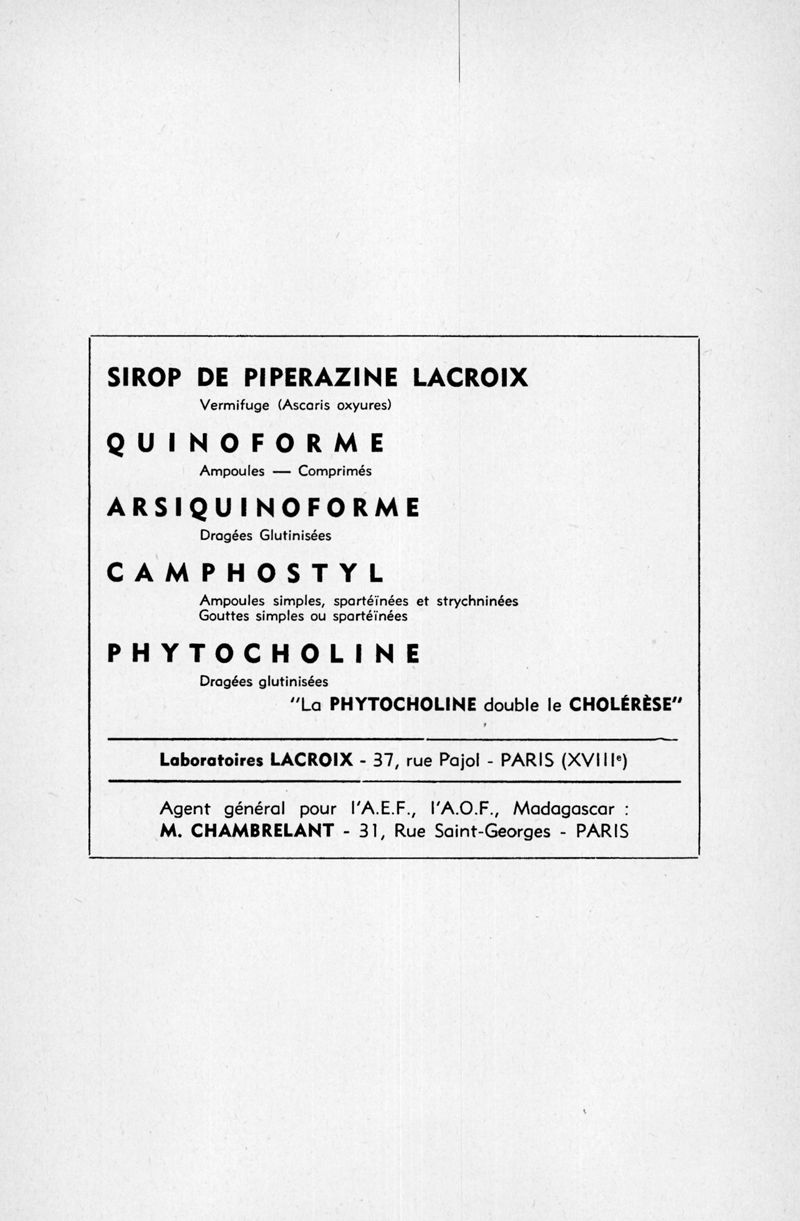 SIROP DE PIPERAZINE LACROIX
Vermifuge (Ascaris oxyures)
QUINOFORME
Ampoules — Comprimés
ARSIQUINOFORME
Dragées Glutinisées
CAMPHOSTYL
Ampoules simples, spartéïnées et strychninées
Gouttes simples ou spartéïnées
PHYTOCHOLINE
Dragées glutinisées
"La PHYTOCHOLINE double le CHOLÉRÈSE"
Laboratoires LACROIX - 37, rue Pajol - PARIS (XVIIIᵉ)
Agent général pour l'A.E.F., l'A.O.F., Madagascar :
M. CHAMBRELANT - 31, Rue Saint-Georges - PARIS